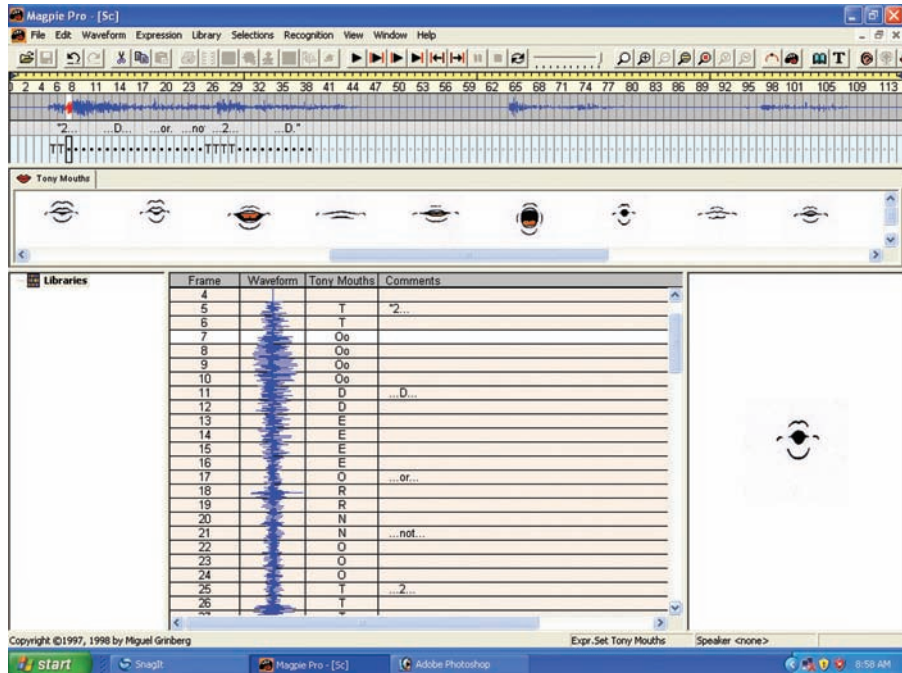 Magpie Pro - [Sc]
File Edit Waveform Expression Library Selections Recognition View Window Help
2 4 6 8 11 14 17 20 23 26 29 32 35 38 41 44 47 50 53 56 59 62 65 68 71 74 77 80 83 86 89 92 95 98 101 105 109 113
"2... ...D... ...or. ...no' ...2... ...D."
TT TTTT
Tony Mouths
Libraries
Frame Waveform Tony Mouths Comments
4
5 T "2...
6 T
7 Oo
8 Oo
9 Oo
10 Oo
11 D ...D...
12 D
13 E
14 E
15 E
16 E
17 O ...or...
18 R
19 R
20 N
21 N ...not...
22 O
23 O
24 O
25 T ...2...
26 T
Copyright ©1997, 1998 by Miguel Grinberg Expr.Set Tony Mouths Speaker <none>
start SnagIt Magpie Pro - [Sc] Adobe Photoshop 8:58 AM